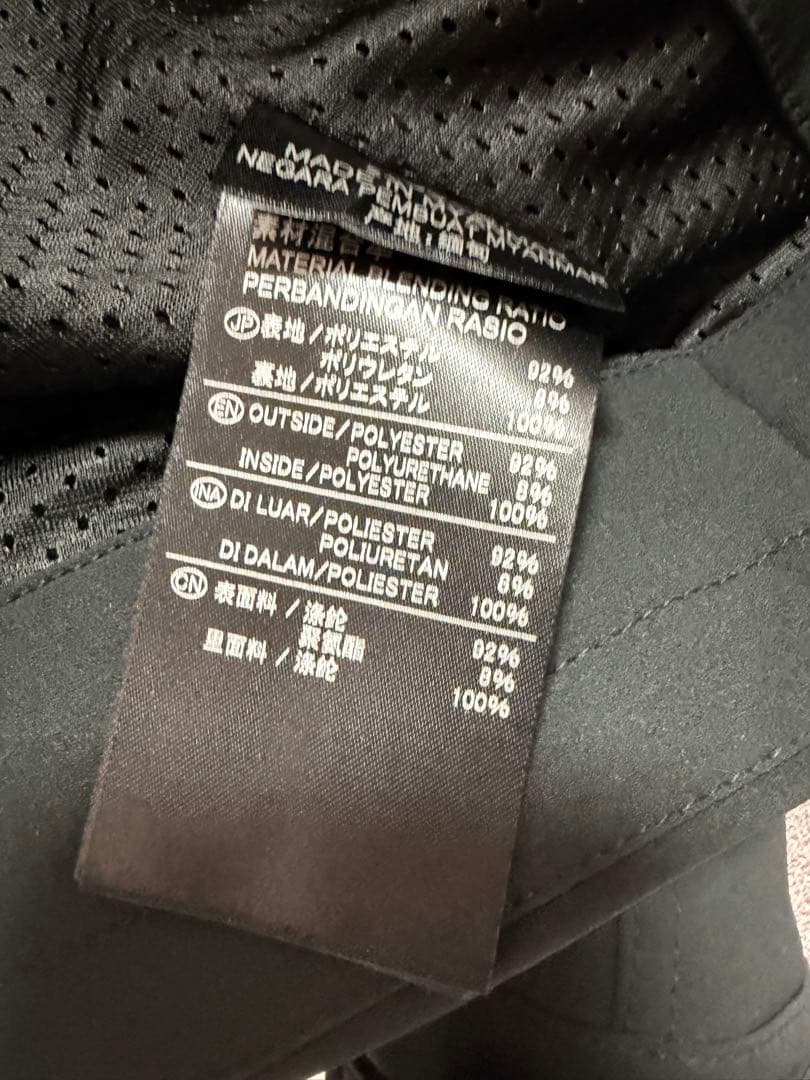 MADE IN MYANMAR
NEGARA PEMBUAT MYANMAR
产地：缅甸
素材混合率
MATERIAL BLENDING RATIO
PERBANDINGAN RASIO
JP 表地/ポリエステル 92%
ポリウレタン 8%
裏地/ポリエステル 100%
EN OUTSIDE/POLYESTER 92%
POLYURETHANE 8%
INSIDE/POLYESTER 100%
INA DI LUAR/POLIESTER 92%
POLIURETAN 8%
DI DALAM/POLIESTER 100%
CN 表面料/涤纶 92%
聚氨酯 8%
里面料/涤纶 100%